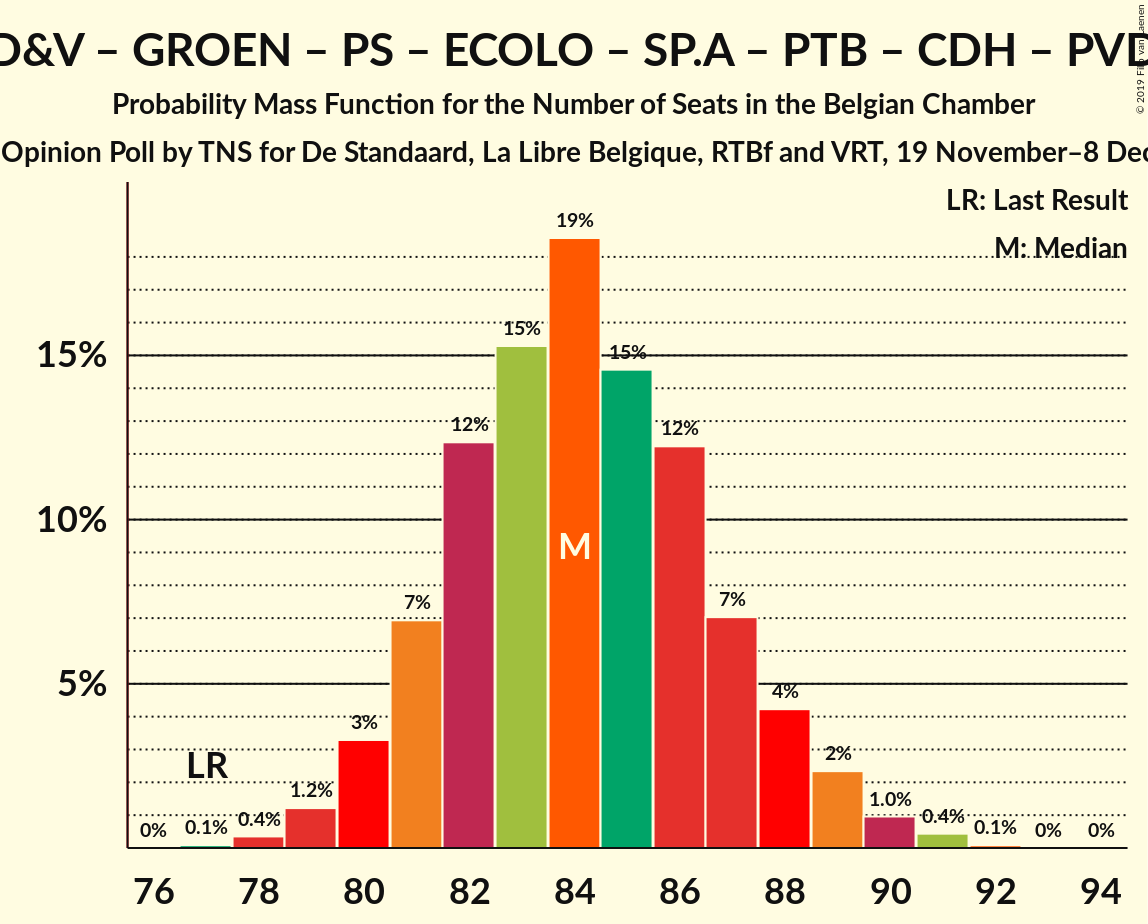 D&V – GROEN – PS – ECOLO – SP.A – PTB – CDH – PVD
Probability Mass Function for the Number of Seats in the Belgian Chamber
Opinion Poll by TNS for De Standaard, La Libre Belgique, RTBf and VRT, 19 November–8 Dec
© 2019 Filip van Laenen
LR: Last Result
M: Median
19%
15%
15%
15%
12%
12%
10%
M
7%
7%
5%
4%
3%
LR
2%
1.2%
1.0%
0.4%
0.4%
0%
0.1%
0.1%
0%
0%
76 78 80 82 84 86 88 90 92 94